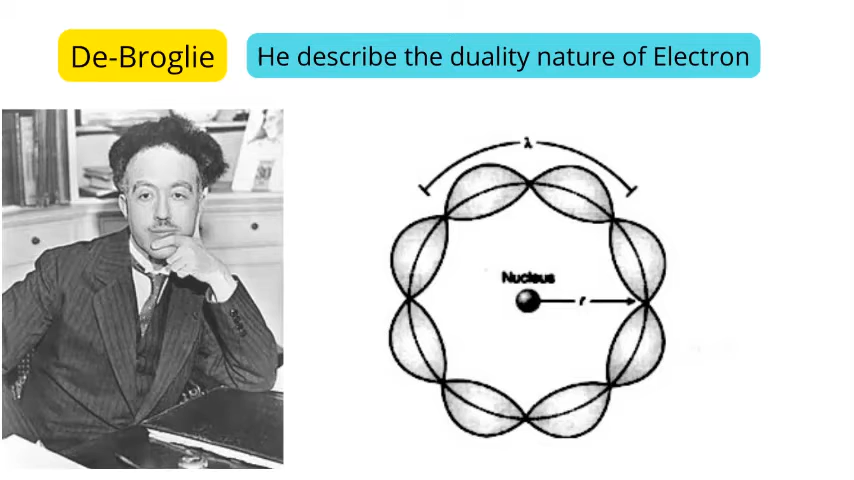 De-Broglie
He describe the duality nature of Electron
λ
Nucleus
r